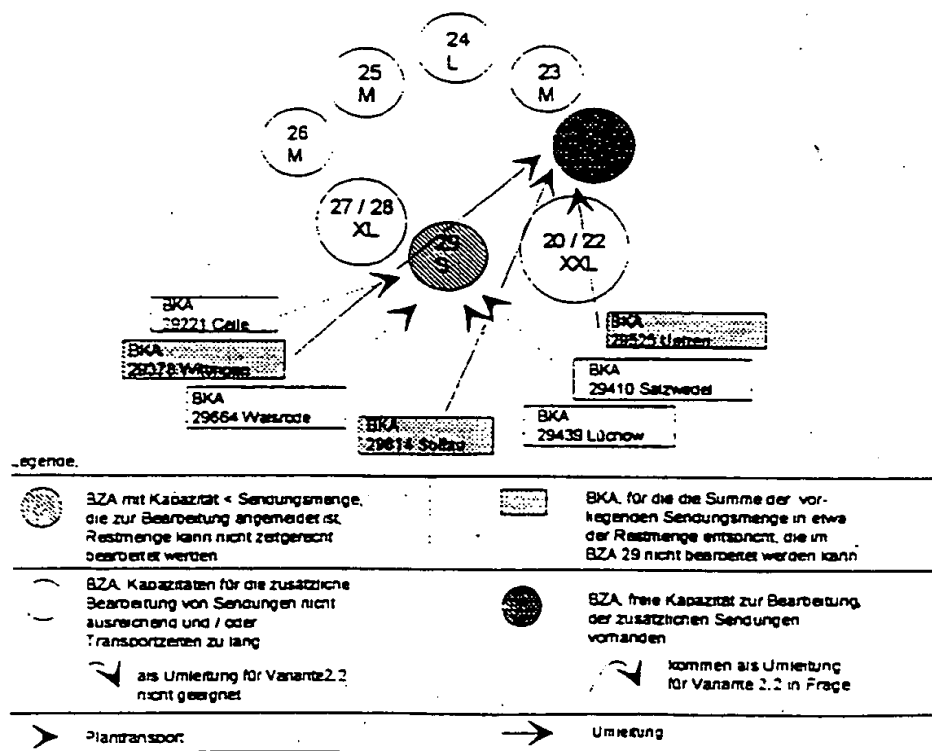 24
L
25
M
23
M
26
M
27 / 28
XL
29
S
20 / 22
XXL
BKA
29221 Celle
BKA
29525 Uelzen
BKA
29378 Wittingen
BKA
29410 Salzwedel
BKA
29664 Walsrode
BKA
29439 Lüchow
BKA
29614 Soltau
Legende:
BZA mit Kapazität < Sendungsmenge,
die zur Bearbeitung angemeldet ist,
Restmenge kann nicht zeitgerecht
bearbeitet werden
BKA, für die die Summe der vor-
liegenden Sendungsmenge in etwa
der Restmenge entspricht, die im
BZA 29 nicht bearbeitet werden kann
BZA, Kapazitäten für die zusätzliche
Bearbeitung von Sendungen nicht
ausreichend und / oder
Transportzeiten zu lang
BZA, freie Kapazität zur Bearbeitung
der zusätzlichen Sendungen
vorhanden
als Umleitung für Variante 2.2
nicht geeignet
kommen als Umleitung
für Variante 2.2 in Frage
Plantransport
Umleitung